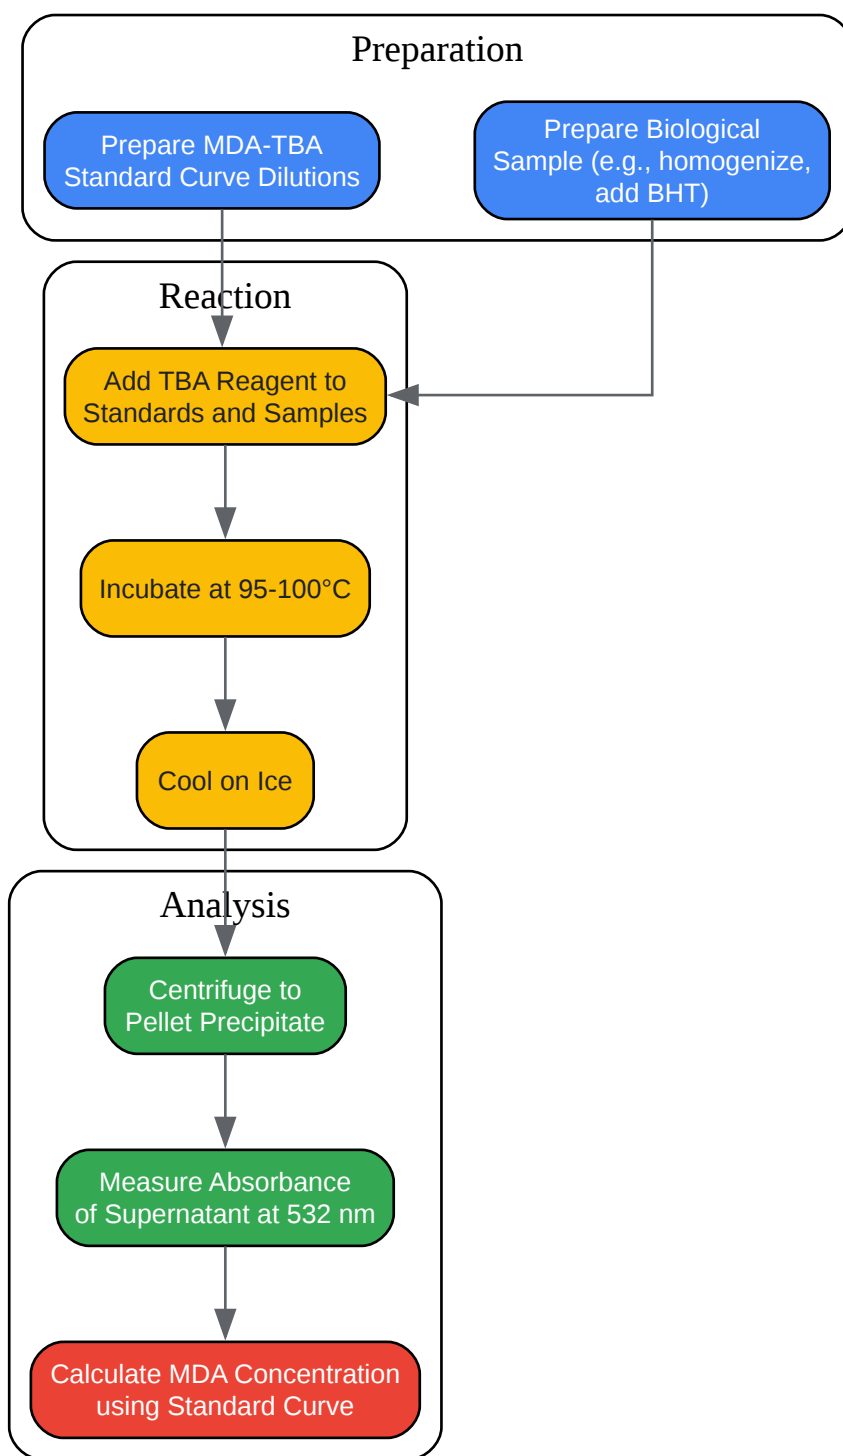 Preparation
Prepare MDA-TBA
Standard Curve Dilutions
Prepare Biological
Sample (e.g., homogenize,
add BHT)
Reaction
Add TBA Reagent to
Standards and Samples
Incubate at 95-100°C
Cool on Ice
Analysis
Centrifuge to
Pellet Precipitate
Measure Absorbance
of Supernatant at 532 nm
Calculate MDA Concentration
using Standard Curve